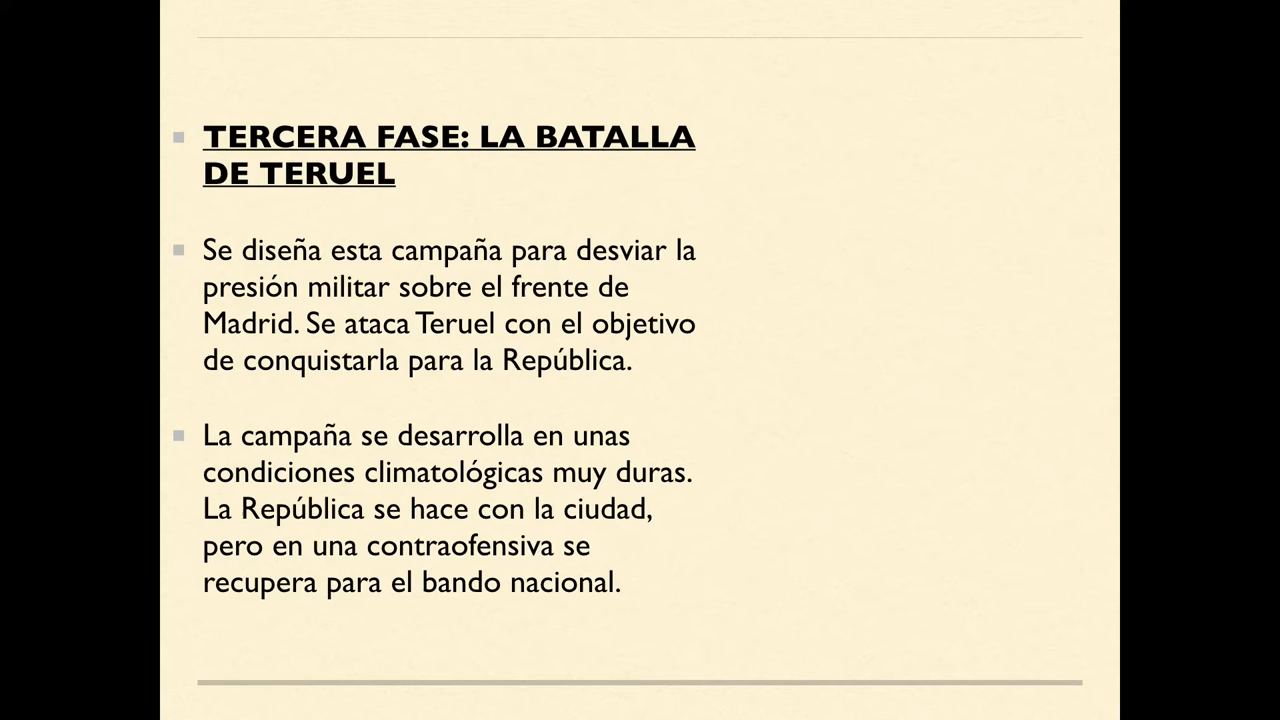 TERCERA FASE: LA BATALLA
DE TERUEL
Se diseña esta campaña para desviar la
presión militar sobre el frente de
Madrid. Se ataca Teruel con el objetivo
de conquistarla para la República.
La campaña se desarrolla en unas
condiciones climatológicas muy duras.
La República se hace con la ciudad,
pero en una contraofensiva se
recupera para el bando nacional.